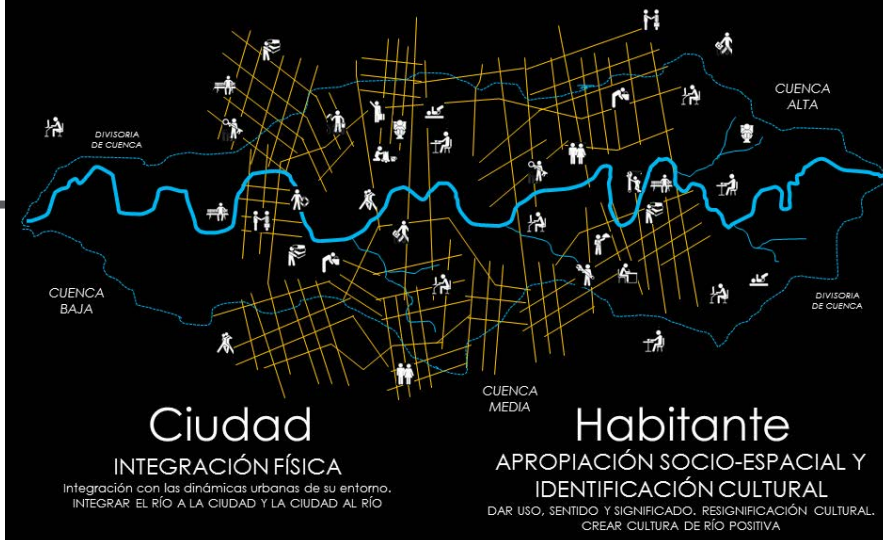 CUENCA
ALTA
DIVISORIA
DE CUENCA
CUENCA
BAJA
DIVISORIA
DE CUENCA
CUENCA
MEDIA
Ciudad
INTEGRACIÓN FÍSICA
Integración con las dinámicas urbanas de su entorno.
INTEGRAR EL RÍO A LA CIUDAD Y LA CIUDAD AL RÍO
Habitante
APROPIACIÓN SOCIO-ESPACIAL Y
IDENTIFICACIÓN CULTURAL
DAR USO, SENTIDO Y SIGNIFICADO. RESIGNIFICACIÓN CULTURAL.
CREAR CULTURA DE RÍO POSITIVA